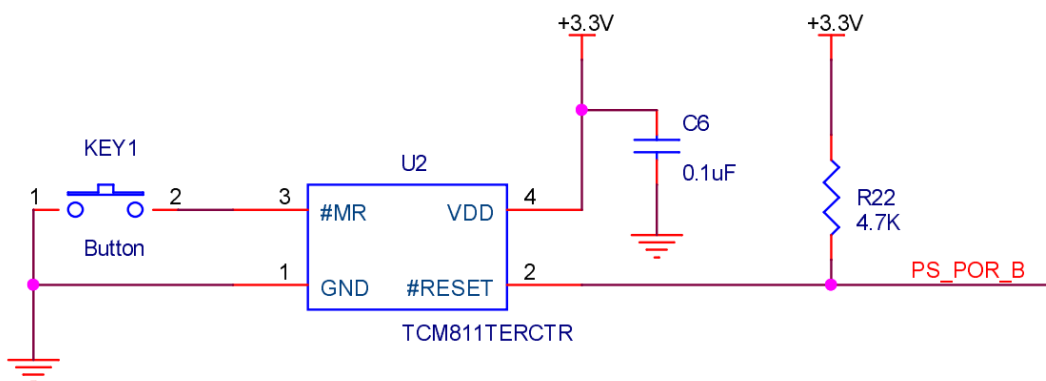 +3.3V
+3.3V
C6
0.1uF
KEY1
U2
1
2
3
#MR
VDD
4
R22
4.7K
Button
1
GND
#RESET
2
PS_POR_B
TCM811TERCTR